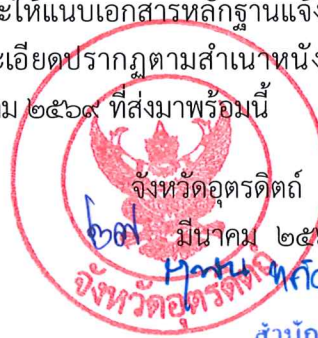 ะให้แนบเอกสารหลักฐานแจ้ง
ะเอียดปรากฏตามสำเนาหนัง
ม ๒๕๖๙ ที่ส่งมาพร้อมนี้
จังหวัดอุตรดิตถ์
๒๗ มีนาคม ๒๕
จังหวัดอุตรดิตถ์
สำนัก